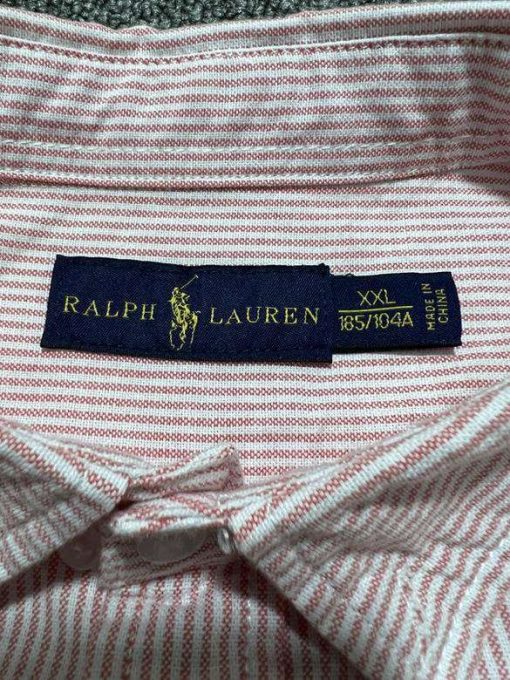 RALPH LAUREN
XXL
185/104A
MADE IN
CHINA